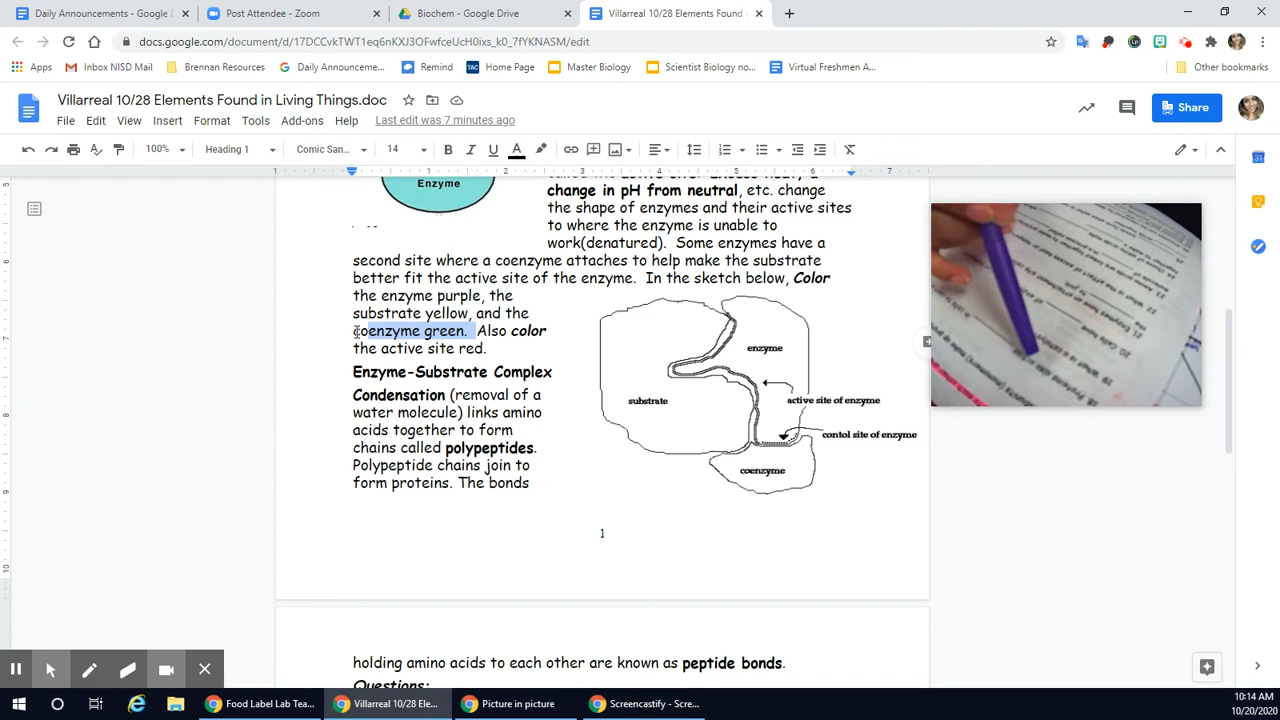 Daily Announcements - Google D
Post Attendee - Zoom
Biochem - Google Drive
Villarreal 10/28 Elements Found i
docs.google.com/document/d/17DCCvkTWT1eq6nKXJ3OFwfceUcH0ixs_k0_7fYKNASM/edit
Apps
Inbox NISD Mail
Brennan Resources
Daily Announceme...
Remind
Home Page
Master Biology
Scientist Biology no...
Virtual Freshmen A...
Other bookmarks
Villarreal 10/28 Elements Found in Living Things.doc
File Edit View Insert Format Tools Add-ons Help Last edit was 7 minutes ago
Share
100% Heading 1 Comic San... 14
1 1 2 3 4 5 6 7
Enzyme
change in pH from neutral, etc. change
the shape of enzymes and their active sites
to where the enzyme is unable to
work(denatured). Some enzymes have a
second site where a coenzyme attaches to help make the substrate
better fit the active site of the enzyme. In the sketch below, Color
the enzyme purple, the
substrate yellow, and the
coenzyme green. Also color
the active site red.
Enzyme-Substrate Complex
Condensation (removal of a
water molecule) links amino
acids together to form
chains called polypeptides.
Polypeptide chains join to
form proteins. The bonds
enzyme
substrate
active site of enzyme
contol site of enzyme
coenzyme
1
holding amino acids to each other are known as peptide bonds.
Questions:
Food Label Lab Tea...
Villarreal 10/28 Ele...
Picture in picture
Screencastify - Scre...
10:14 AM
10/20/2020